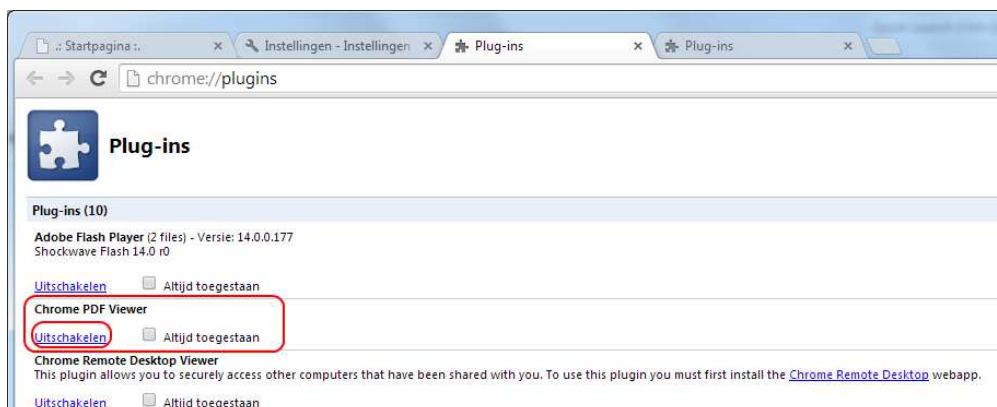 .: Startpagina :.
Instellingen - Instellingen
Plug-ins
Plug-ins
chrome://plugins
Plug-ins
Plug-ins (10)
Adobe Flash Player (2 files) - Versie: 14.0.0.177
Shockwave Flash 14.0 r0
Uitschakelen Altijd toegestaan
Chrome PDF Viewer
Uitschakelen Altijd toegestaan
Chrome Remote Desktop Viewer
This plugin allows you to securely access other computers that have been shared with you. To use this plugin you must first install the Chrome Remote Desktop webapp.
Uitschakelen Altijd toegestaan